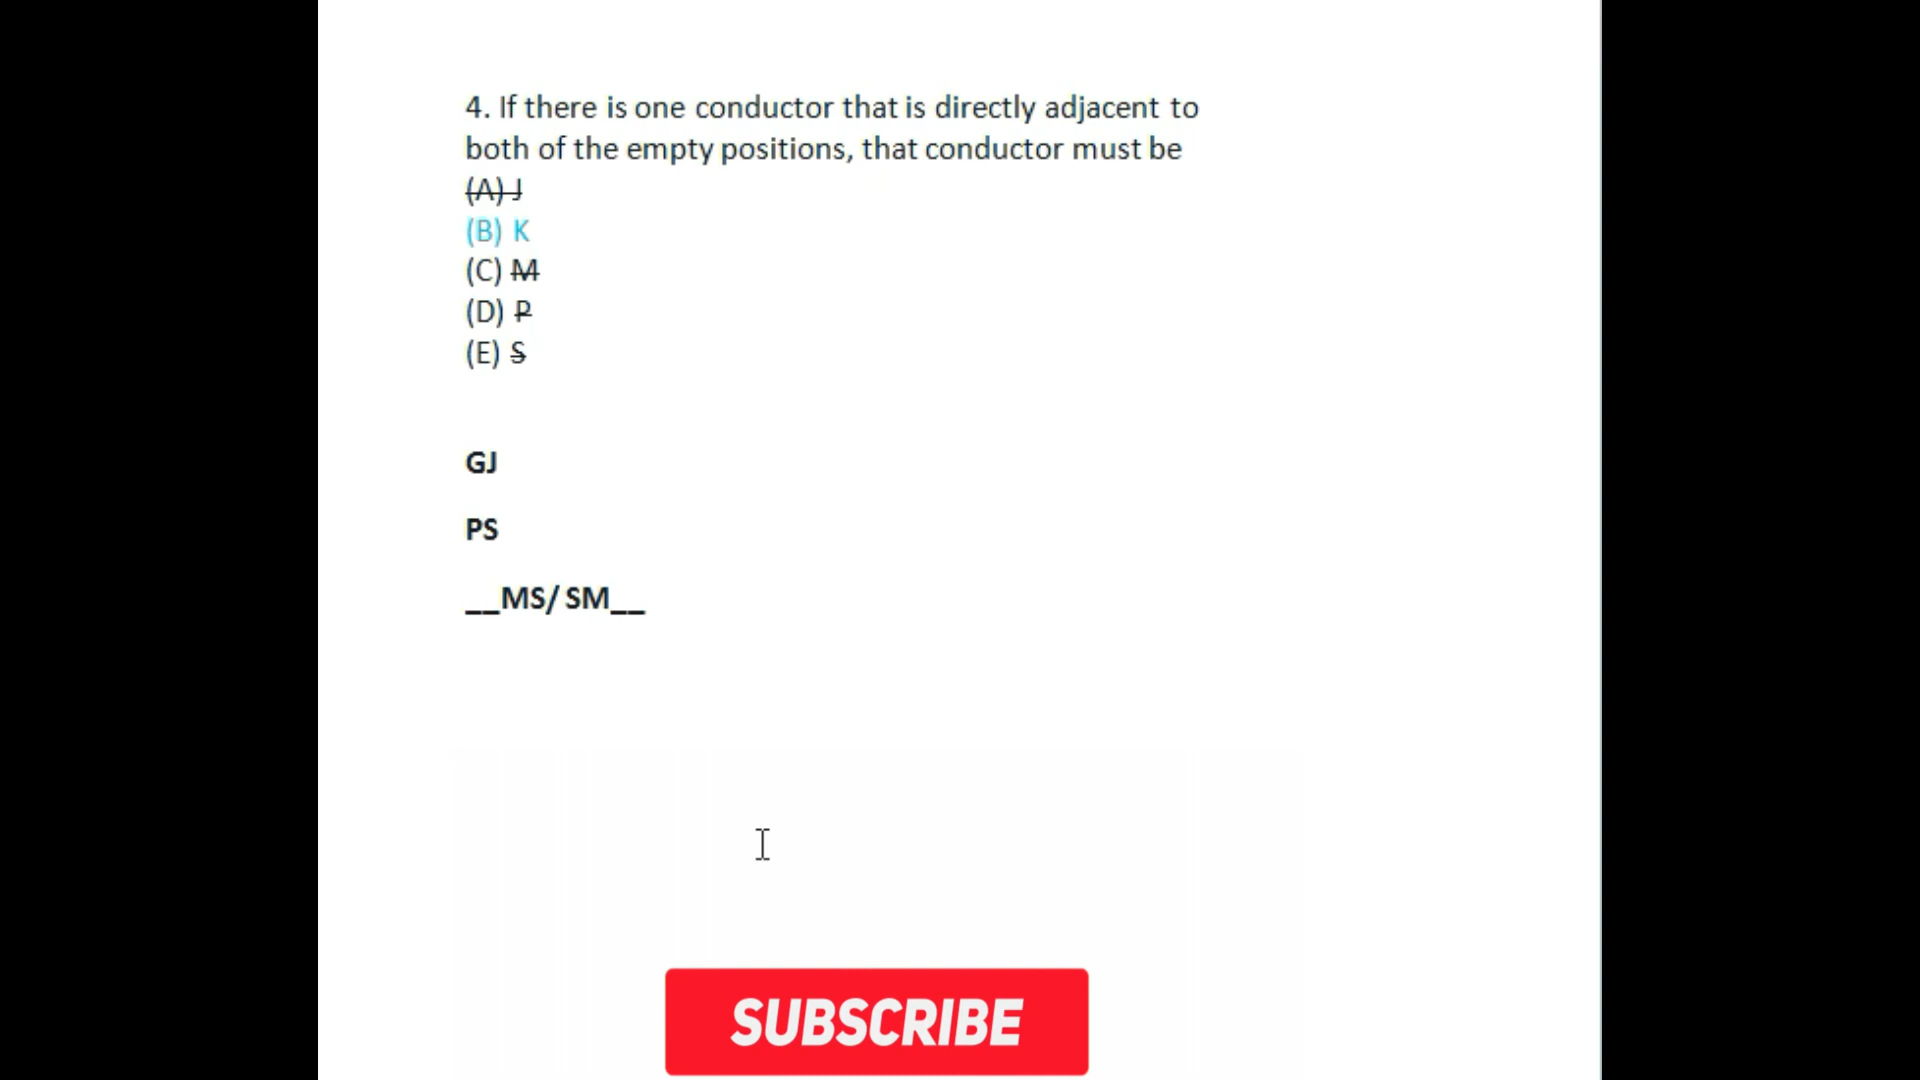 4. If there is one conductor that is directly adjacent to
both of the empty positions, that conductor must be
(A) J
(B) K
(C) M
(D) P
(E) S
GJ
PS
__MS/ SM__
SUBSCRIBE